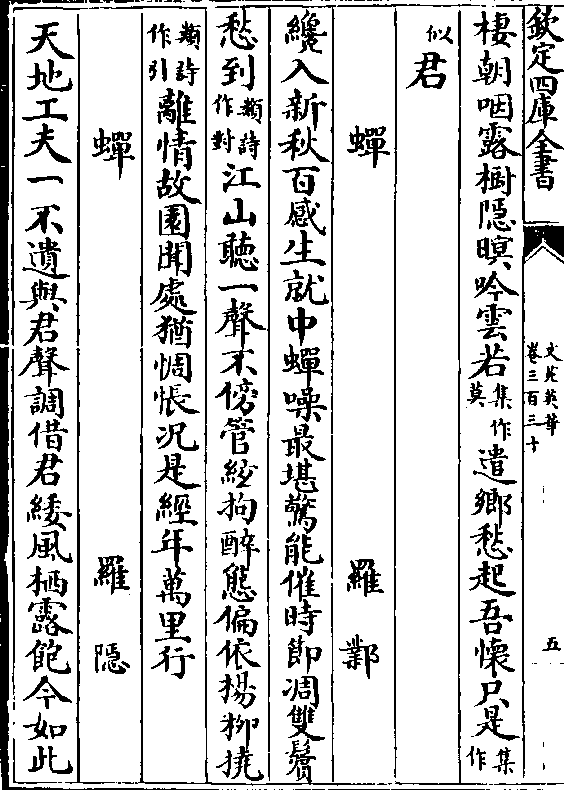 欽定四庫全書
文苑英華
卷三百三十
五
棲朝咽露樹隱暝吟雲若集作莫遣鄉愁起吾懷只是集作
似君
蟬 羅鄴
纔入新秋百感生就中蟬噪最堪驚能催時節凋雙鬢
愁到類詩作對江山聽一聲不傍管絃拘醉態偏依楊柳撓
類詩作引離情故園聞處猶惆悵況是經年萬里行
蟬 羅隱
天地工夫一不遺與君聲調借君緌風栖露飽今如此